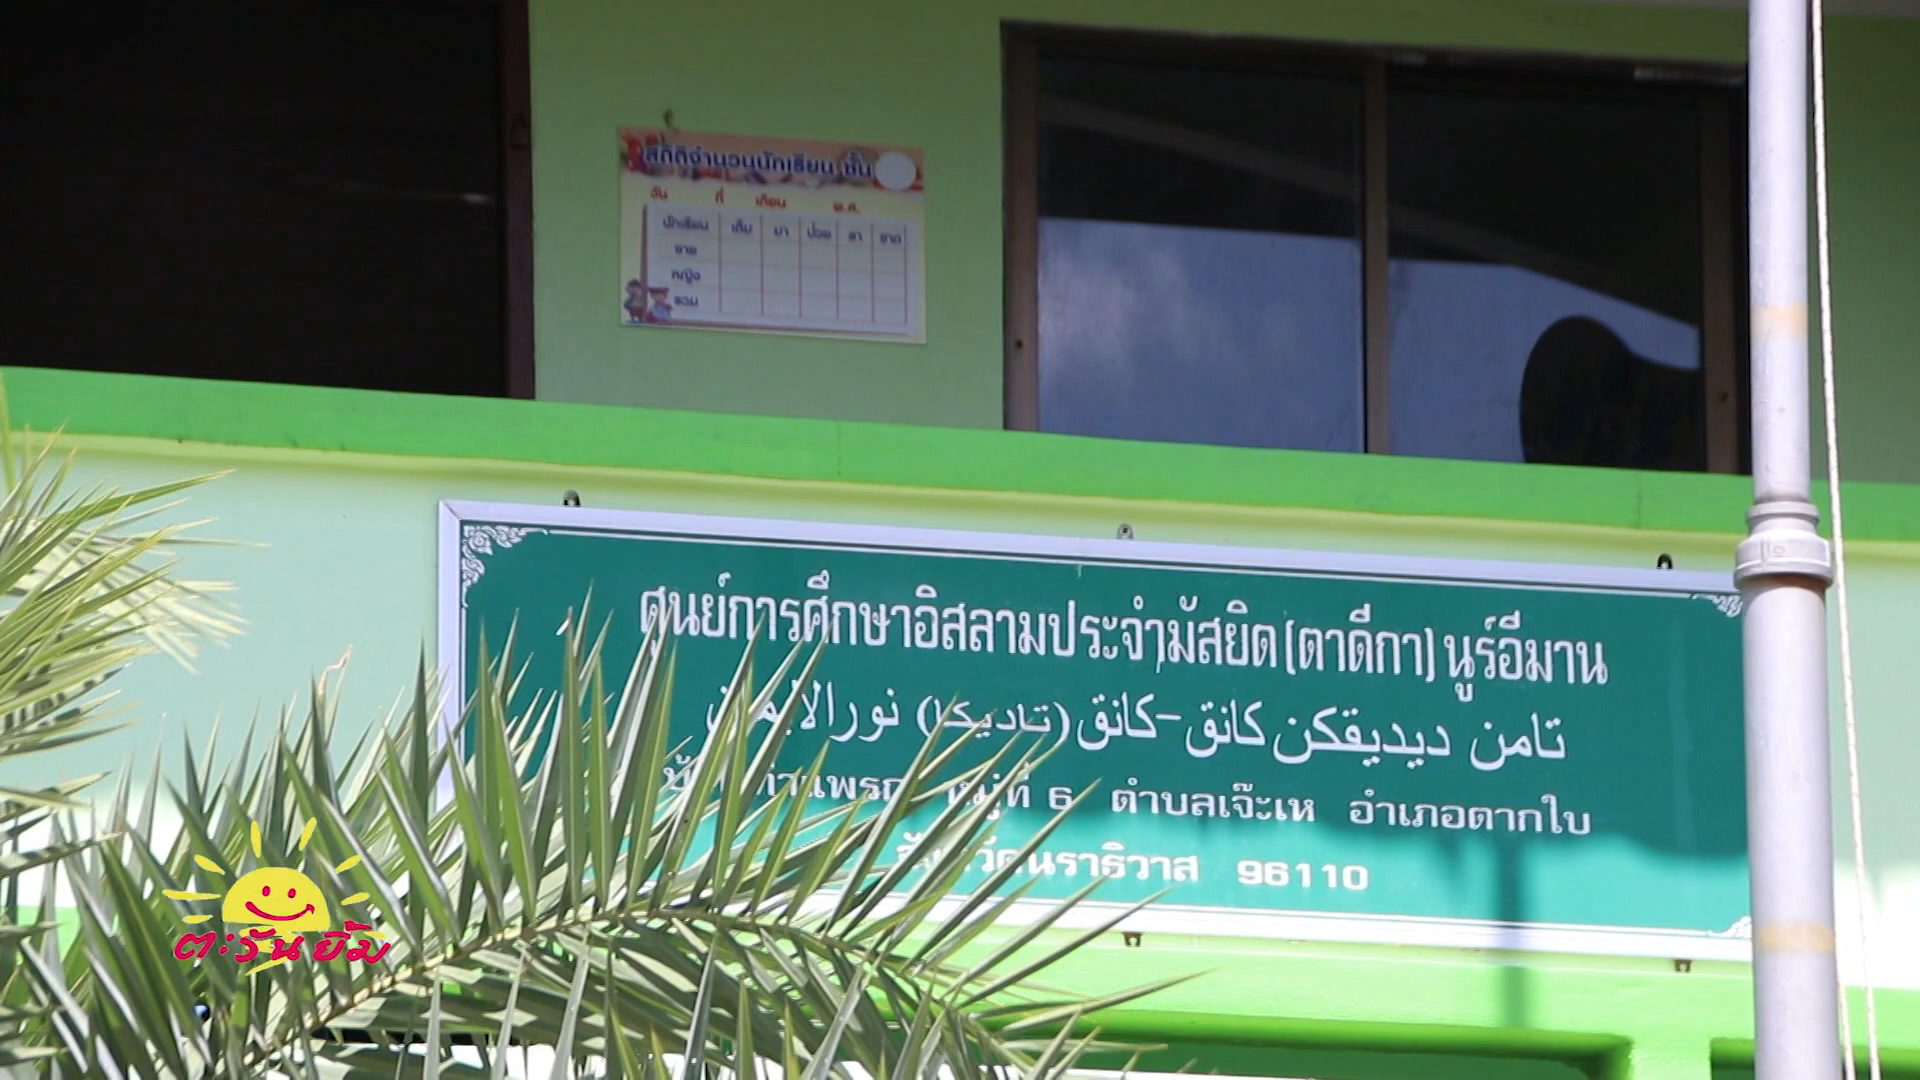 สถิติจำนวนนักเรียน ชั้น
วัน ที่ เดือน พ.ศ.
นักเรียน เต็ม มา ป่วย ลา ขาด
ชาย
หญิง
รวม
ศูนย์การศึกษาอิสลามประจำมัสยิด (ตาดีกา) นูร์อีมาน
تامن ديديقكن كانق-كانق (تاديكا) نورالايمان
หมู่ที่ 6 ตำบลเจ๊ะเห อำเภอตากใบ
จังหวัดนราธิวาส 96110
ตะวันยิ้ม